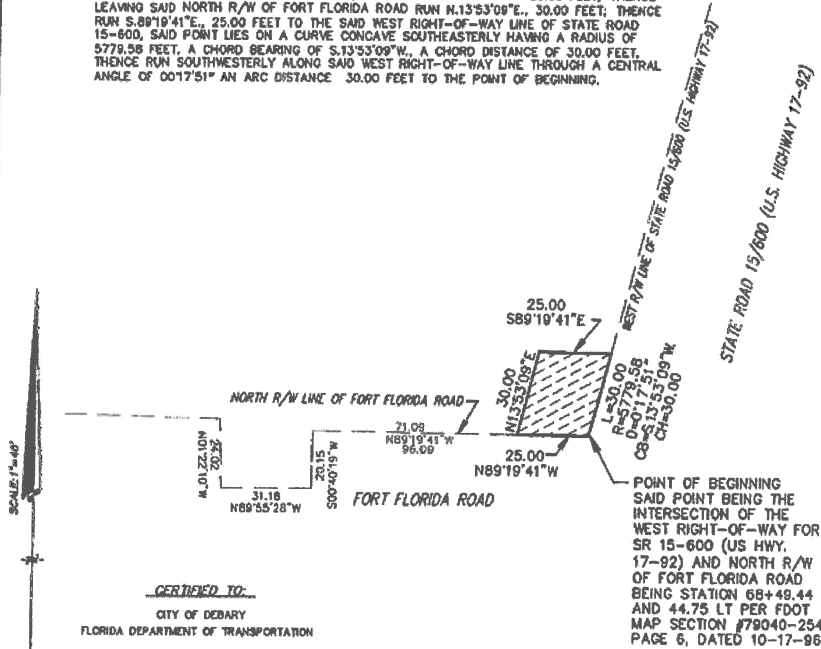 LEAVING SAID NORTH R/W OF FORT FLORIDA ROAD RUN N.13°53'09"E., 30.00 FEET; THENCE
RUN S.89°19'41"E., 25.00 FEET TO THE SAID WEST RIGHT-OF-WAY LINE OF STATE ROAD
15-600, SAID POINT LIES ON A CURVE CONCAVE SOUTHEASTERLY HAVING A RADIUS OF
5779.58 FEET, A CHORD BEARING OF S.13°53'09"W., A CHORD DISTANCE OF 30.00 FEET,
THENCE RUN SOUTHWESTERLY ALONG SAID WEST RIGHT-OF-WAY LINE THROUGH A CENTRAL
ANGLE OF 00°17'51" AN ARC DISTANCE 30.00 FEET TO THE POINT OF BEGINNING.
WEST R/W LINE OF STATE ROAD 15/600 (U.S. HIGHWAY 17-92)
STATE ROAD 15/600 (U.S. HIGHWAY 17-92)
25.00
S89°19'41"E
30.00
N13°53'09"E
L=30.00
R=5779.58
D=0°17'51"
CB=S.13°53'09"W.
CH=30.00
NORTH R/W LINE OF FORT FLORIDA ROAD
71.09
N89°19'41"W
96.09
25.00
N89°19'41"W
N01°22'10"W
31.18
N89°55'28"W
20.15
S00°40'19"W
FORT FLORIDA ROAD
SCALE: 1"=40'
POINT OF BEGINNING
SAID POINT BEING THE
INTERSECTION OF THE
WEST RIGHT-OF-WAY FOR
SR 15-600 (US HWY.
17-92) AND NORTH R/W
OF FORT FLORIDA ROAD
BEING STATION 68+49.44
AND 44.75 LT PER FDOT
MAP SECTION #79040-254
PAGE 6, DATED 10-17-96
CERTIFIED TO:
CITY OF DEBARY
FLORIDA DEPARTMENT OF TRANSPORTATION